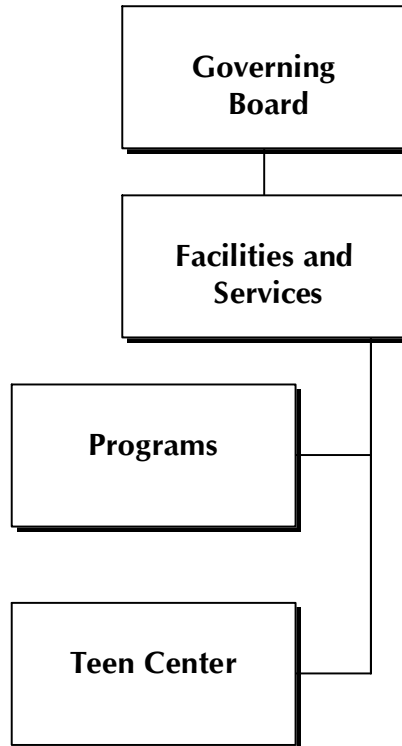 Governing
Board
Facilities and
Services
Programs
Teen Center